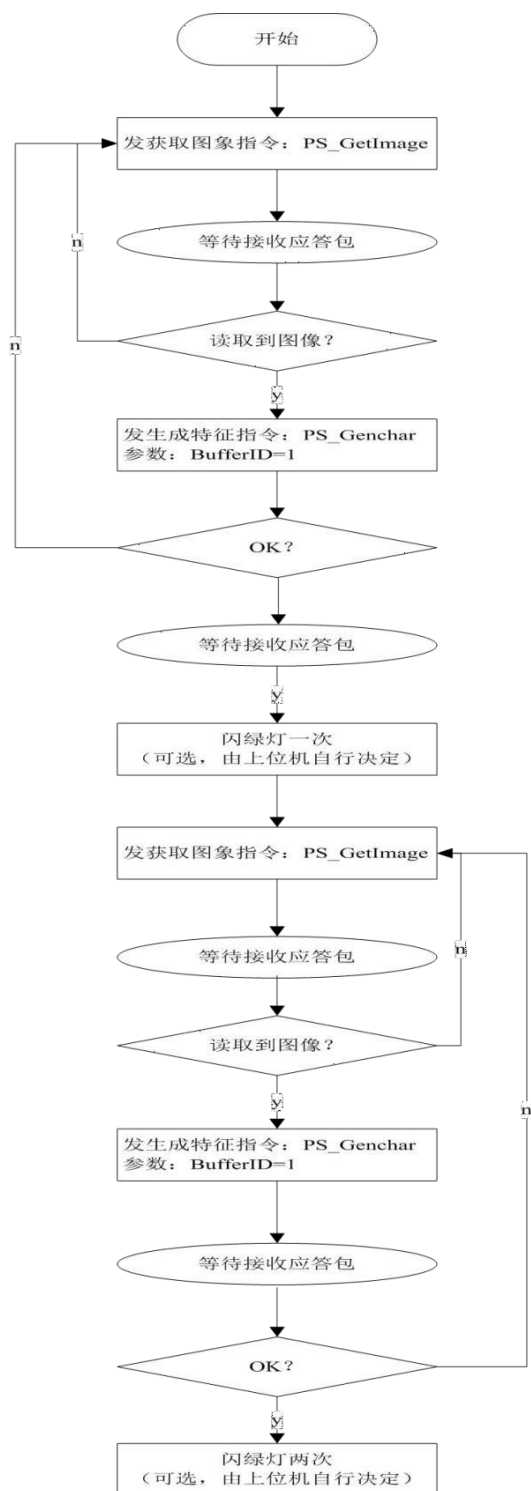 开始
发获取图象指令：PS_GetImage
等待接收应答包
n
读取到图像？
n
y
发生成特征指令：PS_Genchar
参数：BufferID=1
OK？
等待接收应答包
y
闪绿灯一次
（可选，由上位机自行决定）
发获取图象指令：PS_GetImage
等待接收应答包
n
读取到图像？
y
n
发生成特征指令：PS_Genchar
参数：BufferID=1
等待接收应答包
OK？
y
闪绿灯两次
（可选，由上位机自行决定）